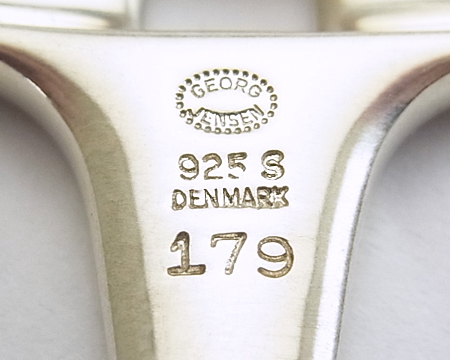 GEORG
JENSEN
925 S
DENMARK
179